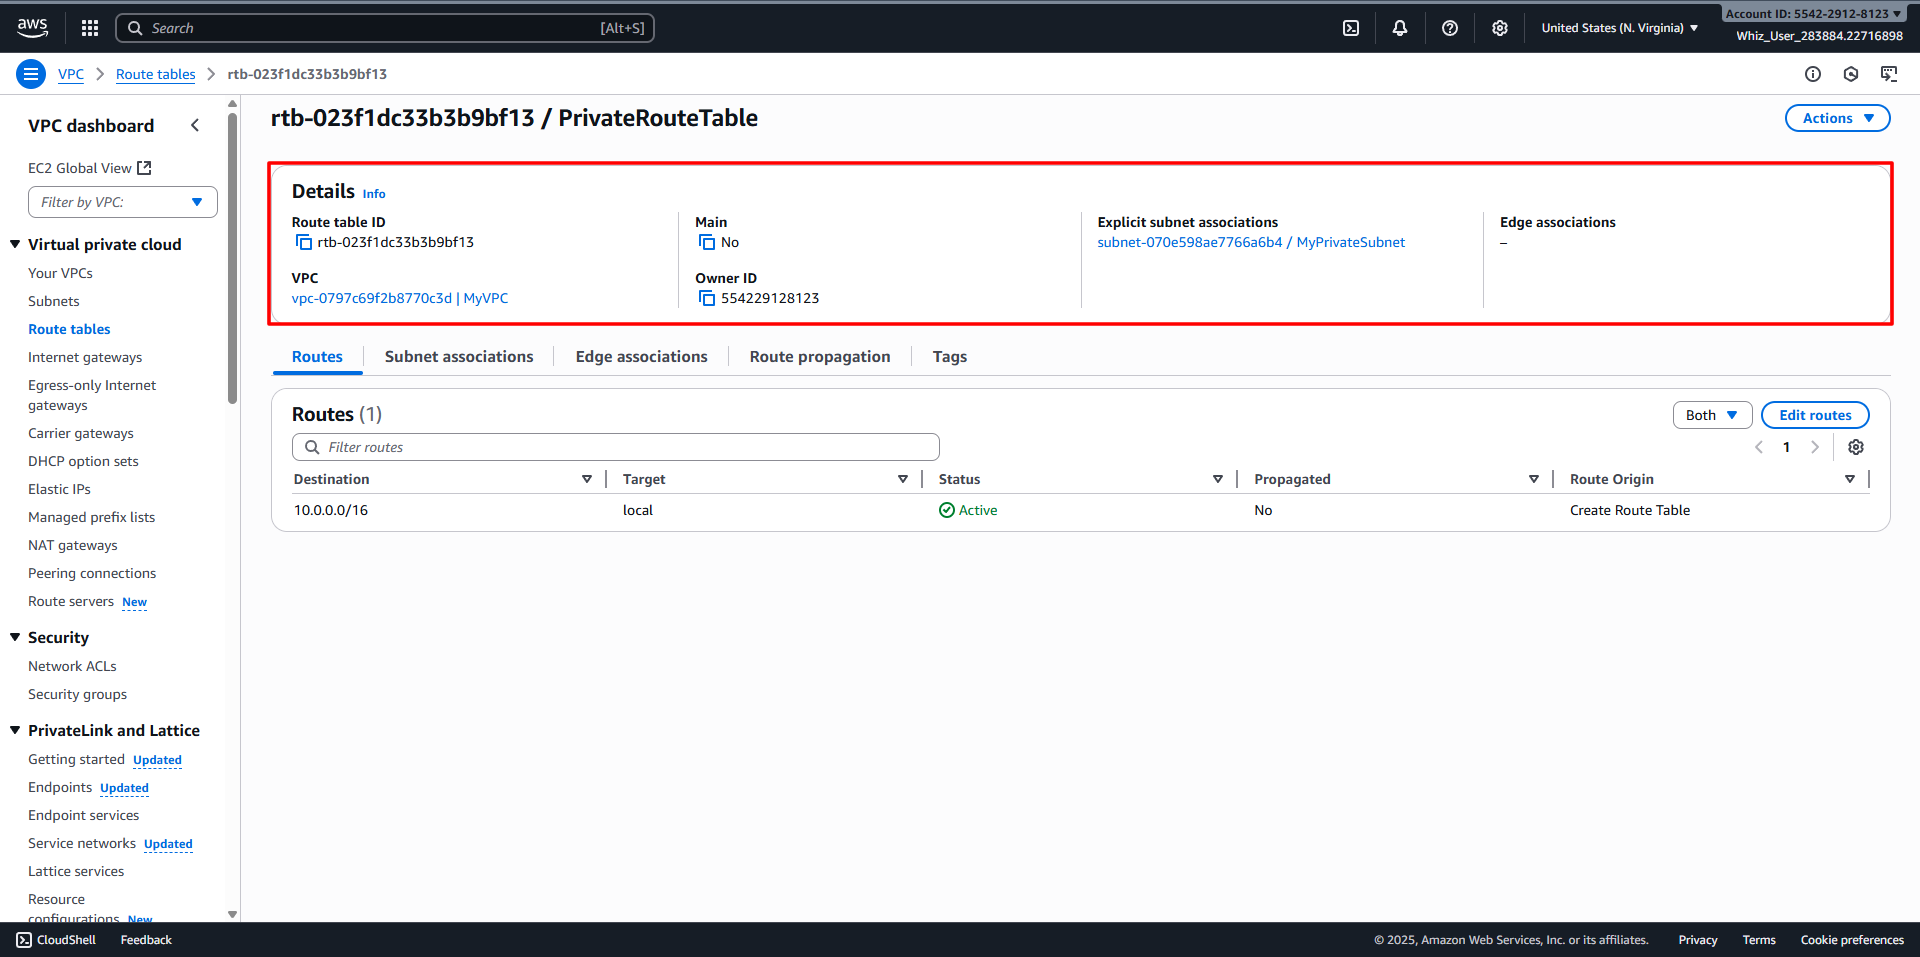 aws
Search [Alt+S]
United States (N. Virginia)
Account ID: 5542-2912-8123
Whiz_User_283884.22716898
VPC > Route tables > rtb-023f1dc33b3b9bf13
VPC dashboard
EC2 Global View
Filter by VPC:
Virtual private cloud
Your VPCs
Subnets
Route tables
Internet gateways
Egress-only Internet
gateways
Carrier gateways
DHCP option sets
Elastic IPs
Managed prefix lists
NAT gateways
Peering connections
Route servers New
Security
Network ACLs
Security groups
PrivateLink and Lattice
Getting started Updated
Endpoints Updated
Endpoint services
Service networks Updated
Lattice services
Resource
configurations New
rtb-023f1dc33b3b9bf13 / PrivateRouteTable
Actions
Details Info
Route table ID
rtb-023f1dc33b3b9bf13
VPC
vpc-0797c69f2b8770c3d | MyVPC
Main
No
Owner ID
554229128123
Explicit subnet associations
subnet-070e598ae7766a6b4 / MyPrivateSubnet
Edge associations
–
Routes Subnet associations Edge associations Route propagation Tags
Routes (1)
Both Edit routes
Filter routes
1
Destination Target Status Propagated Route Origin
10.0.0.0/16 local Active No Create Route Table
CloudShell Feedback
© 2025, Amazon Web Services, Inc. or its affiliates. Privacy Terms Cookie preferences